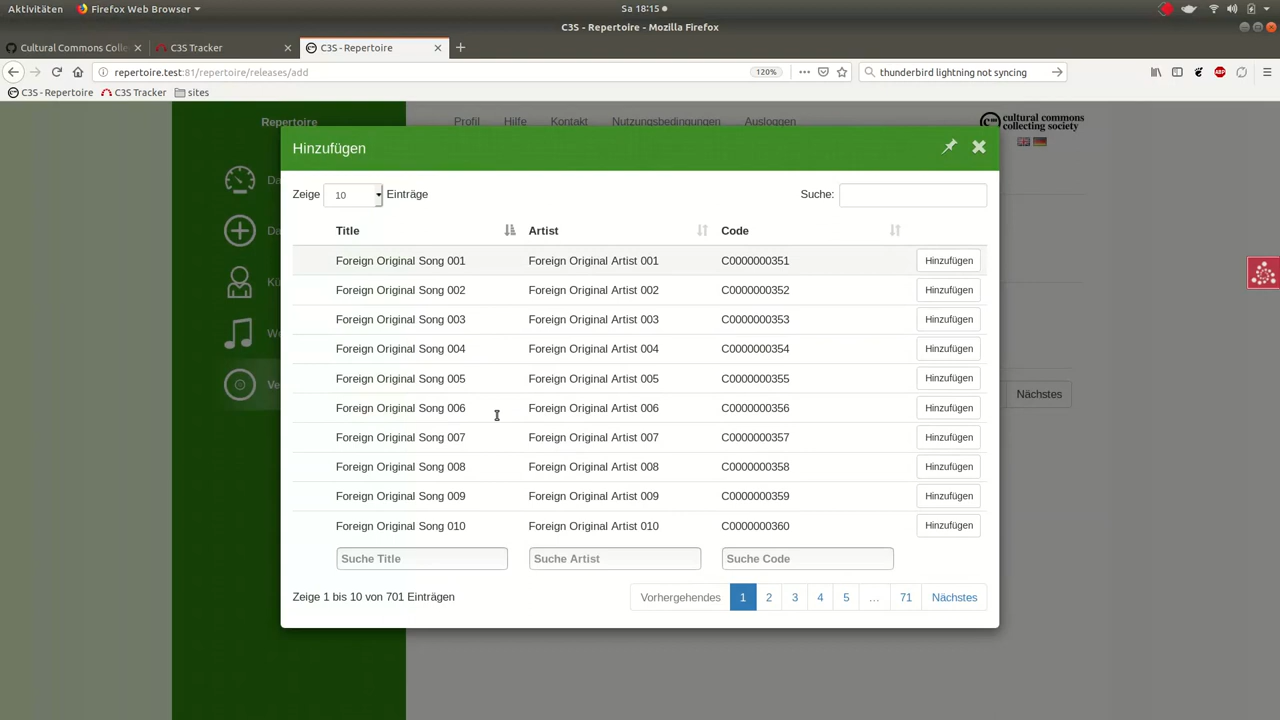 Aktivitäten Firefox Web Browser Sa 18:15
C3S - Repertoire - Mozilla Firefox
Cultural Commons Colle C3S Tracker C3S - Repertoire
repertoire.test:81/repertoire/releases/add 120% thunderbird lightning not syncing
C3S - Repertoire C3S Tracker sites
Repertoire Profil Hilfe Kontakt Nutzungsbedingungen Ausloggen cultural commons
collecting society
Hinzufügen
Zeige 10 Einträge Suche:
Title Artist Code
Foreign Original Song 001 Foreign Original Artist 001 C0000000351 Hinzufügen
Foreign Original Song 002 Foreign Original Artist 002 C0000000352 Hinzufügen
Foreign Original Song 003 Foreign Original Artist 003 C0000000353 Hinzufügen
Foreign Original Song 004 Foreign Original Artist 004 C0000000354 Hinzufügen
Foreign Original Song 005 Foreign Original Artist 005 C0000000355 Hinzufügen
Foreign Original Song 006 Foreign Original Artist 006 C0000000356 Hinzufügen
Foreign Original Song 007 Foreign Original Artist 007 C0000000357 Hinzufügen
Foreign Original Song 008 Foreign Original Artist 008 C0000000358 Hinzufügen
Foreign Original Song 009 Foreign Original Artist 009 C0000000359 Hinzufügen
Foreign Original Song 010 Foreign Original Artist 010 C0000000360 Hinzufügen
Suche Title Suche Artist Suche Code
Zeige 1 bis 10 von 701 Einträgen Vorhergehendes 1 2 3 4 5 … 71 Nächstes
Da
Da
Kü
We
Ve
Nächstes